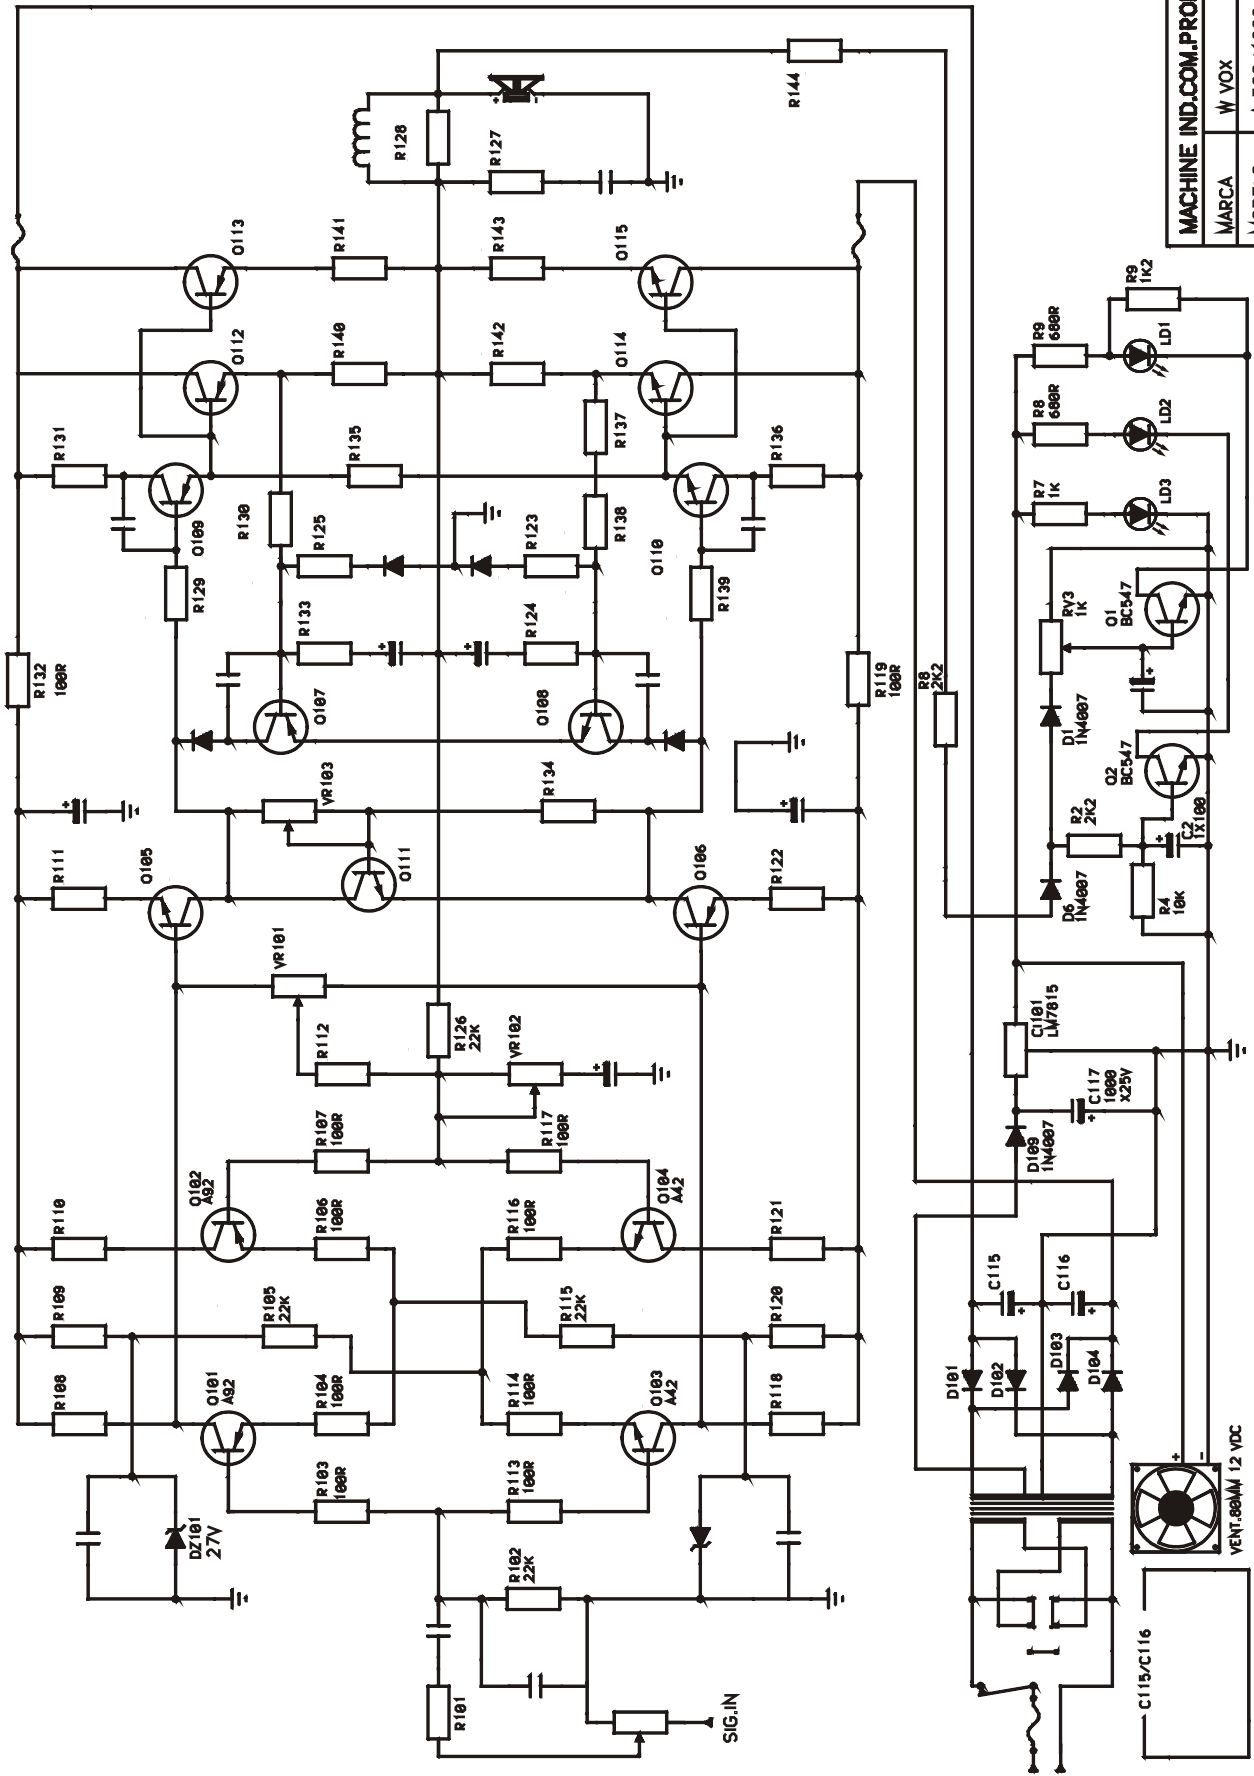 MACHINE IND.COM.PRO
MARCA
W VOX
R144
R128
R127
Q113
R141
R143
Q115
Q112
R140
R142
Q114
R131
R135
R137
R136
Q109
R130
R125
R123
R138
Q110
R129
R133
R124
R139
R132
100R
Q107
Q108
R119
100R
R8
2K2
VR103
R134
R111
Q105
Q111
Q106
R122
VR101
R112
R126
22K
VR102
R107
100R
R117
100R
Q102
A92
Q104
A42
R110
R106
100R
R116
100R
R121
R109
R105
22K
R115
22K
R120
R108
Q101
A92
R104
100R
R114
100R
Q103
A42
R118
R103
100R
R113
100R
DZ101
27V
R102
22K
R101
SIG.IN
R9
1K2
R9
680R
LD1
R8
680R
LD2
R7
1K
LD3
RV3
1K
Q1
BC547
D1
1N4007
Q2
BC547
R2
2K2
C2
1X100
D6
1N4007
R4
10K
CI101
LM7815
C117
1000
X25V
D109
1N4007
C115
C116
D101
D102
D103
D104
+
-
VENT.80MM 12 VDC
C115/C116